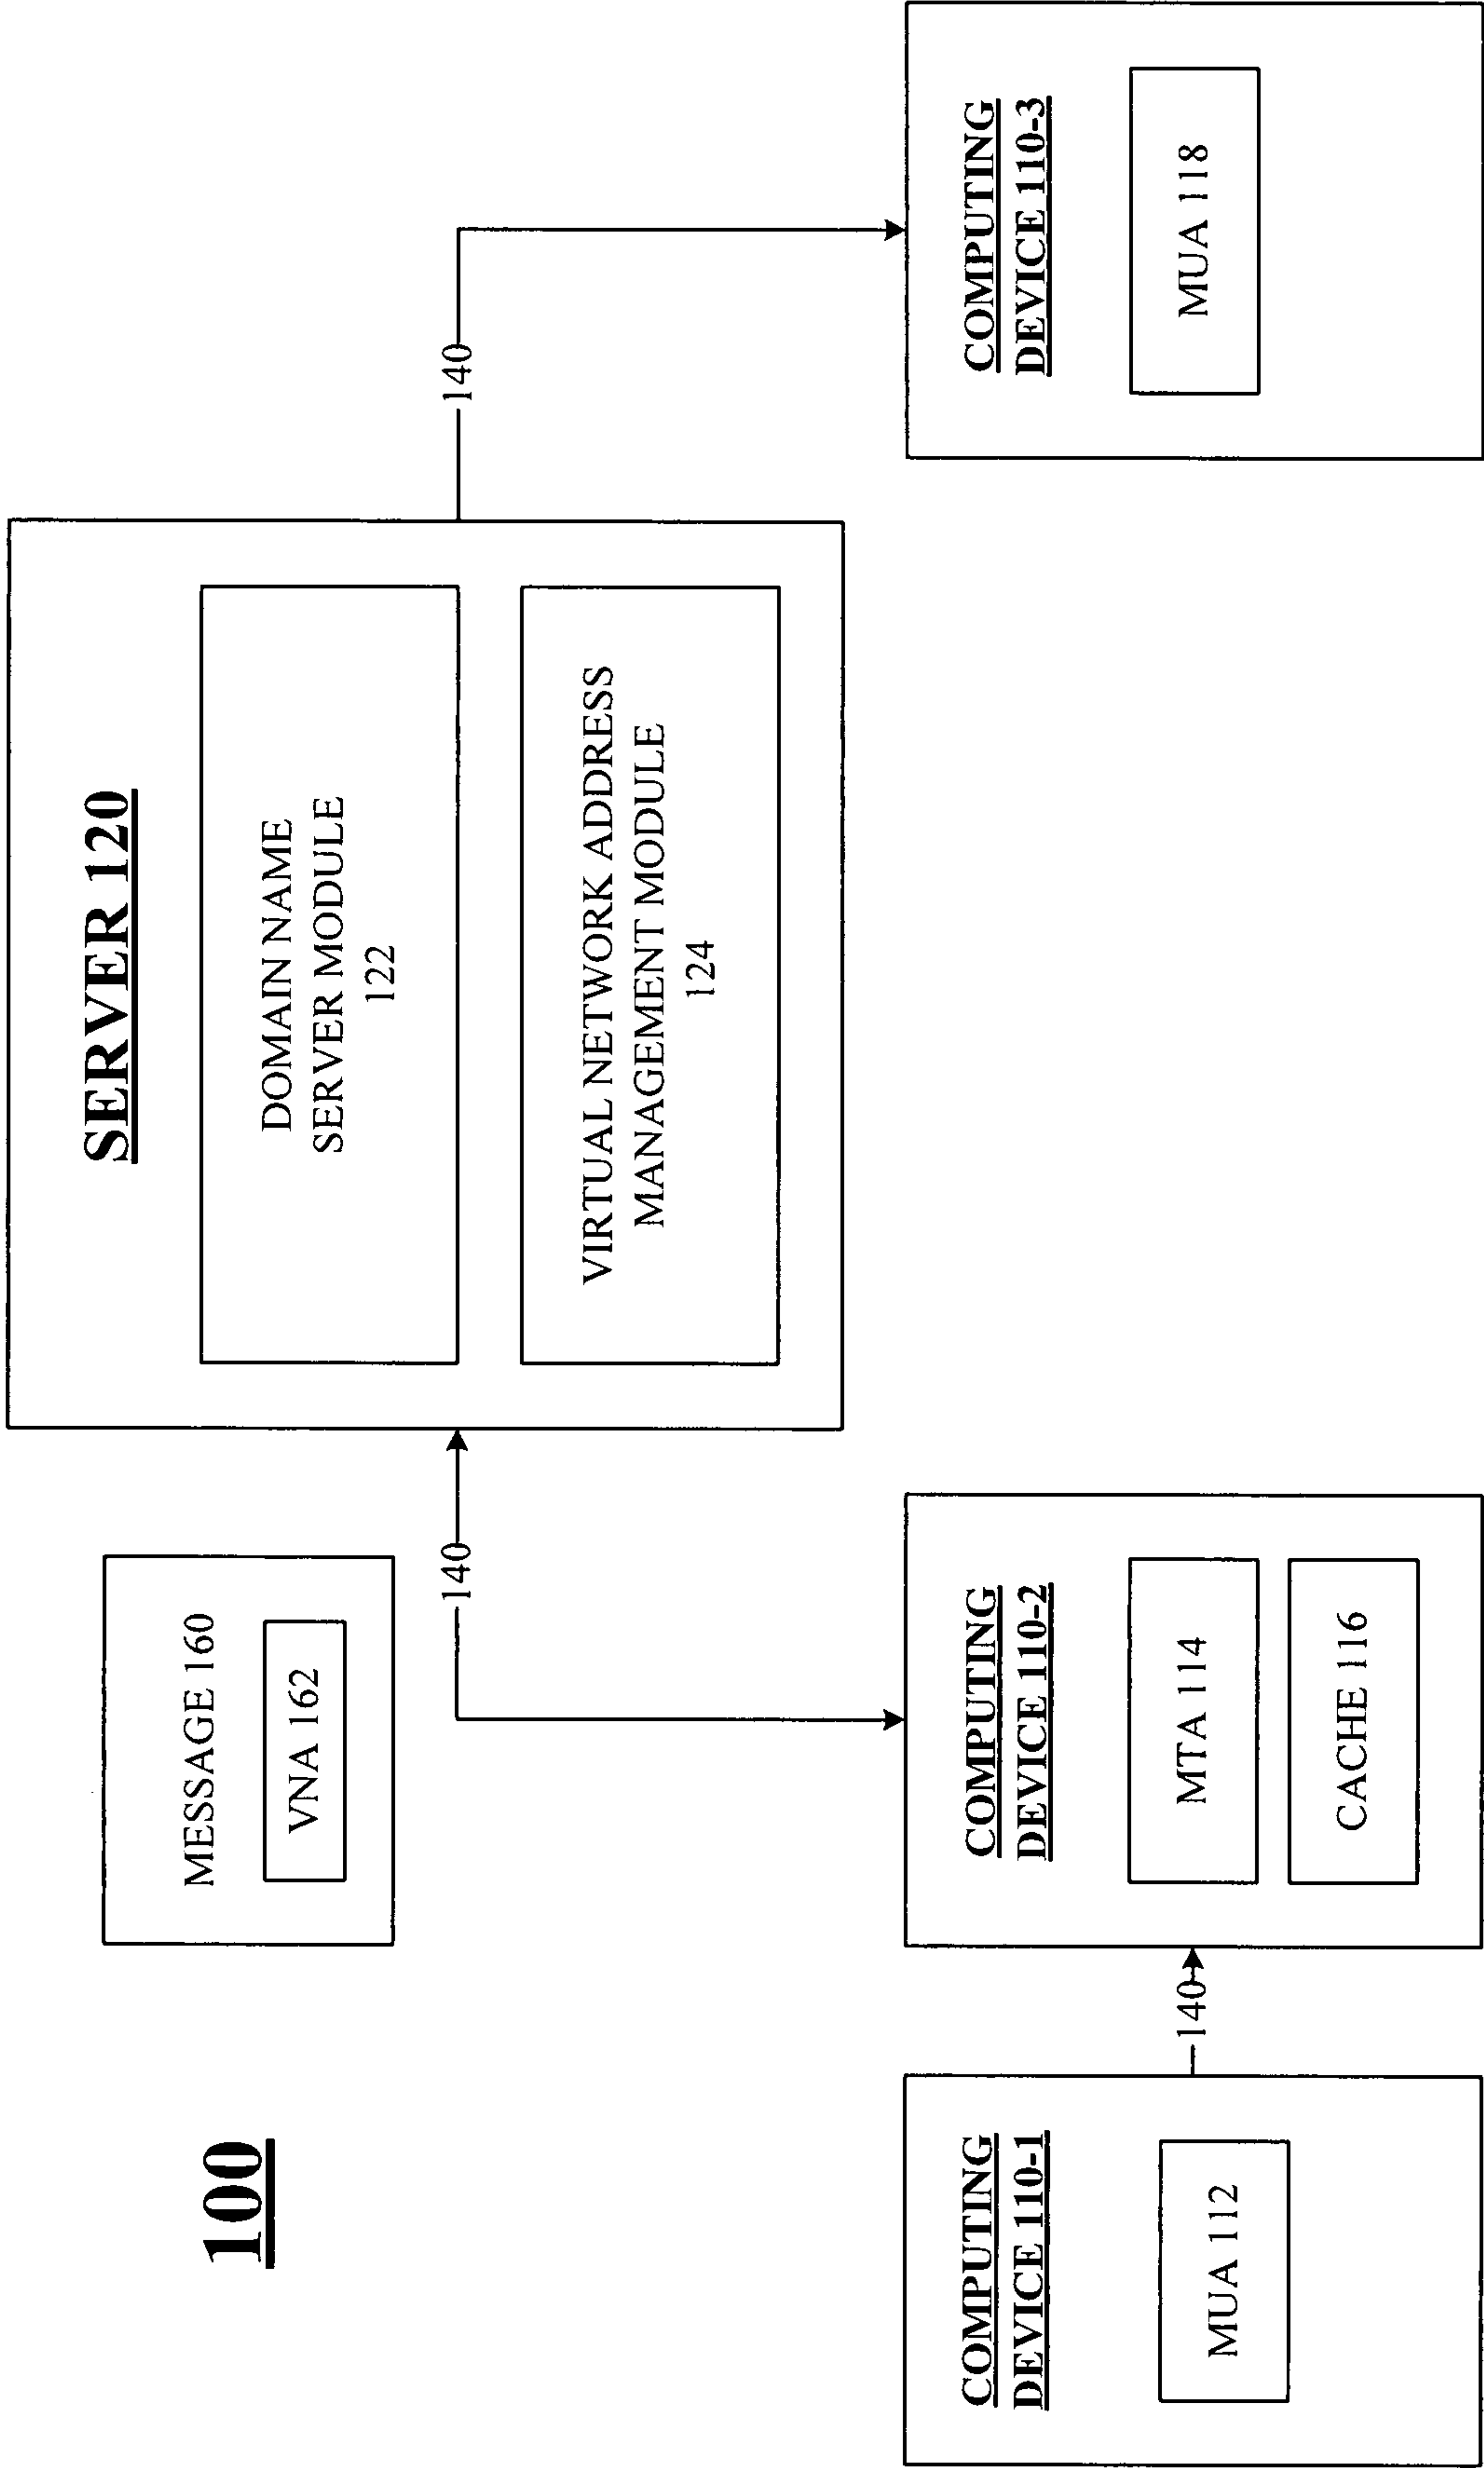 100
MESSAGE 160
VNA 162
140
SERVER 120
DOMAIN NAME
SERVER MODULE
122
VIRTUAL NETWORK ADDRESS
MANAGEMENT MODULE
124
140
COMPUTING
DEVICE 110-1
MUA 112
140
COMPUTING
DEVICE 110-2
MTA 114
CACHE 116
COMPUTING
DEVICE 110-3
MUA 118